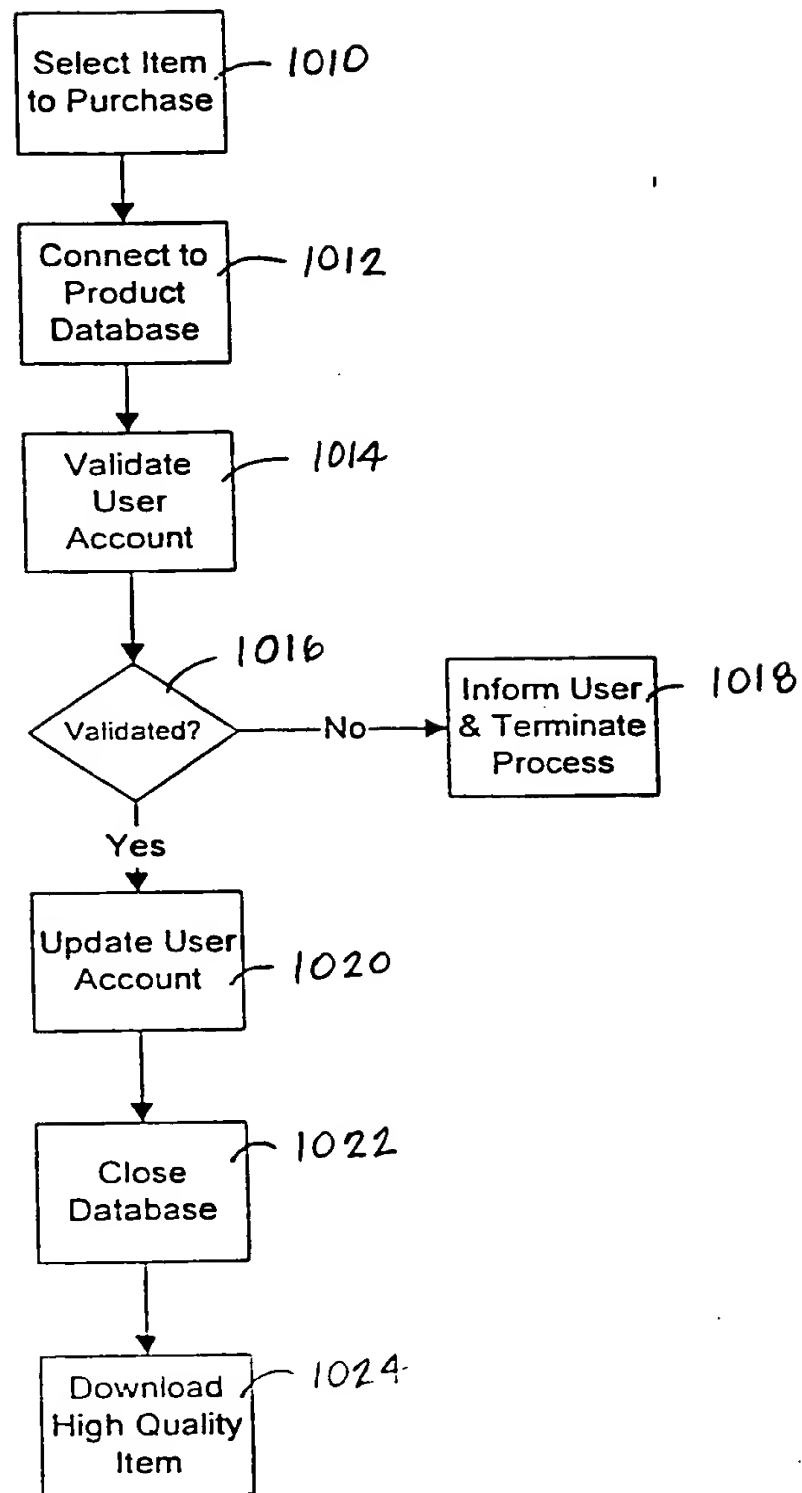 Select Item
to Purchase
1010
Connect to
Product
Database
1012
Validate
User
Account
1014
Validated?
1016
No
Inform User
& Terminate
Process
1018
Yes
Update User
Account
1020
Close
Database
1022
Download
High Quality
Item
1024